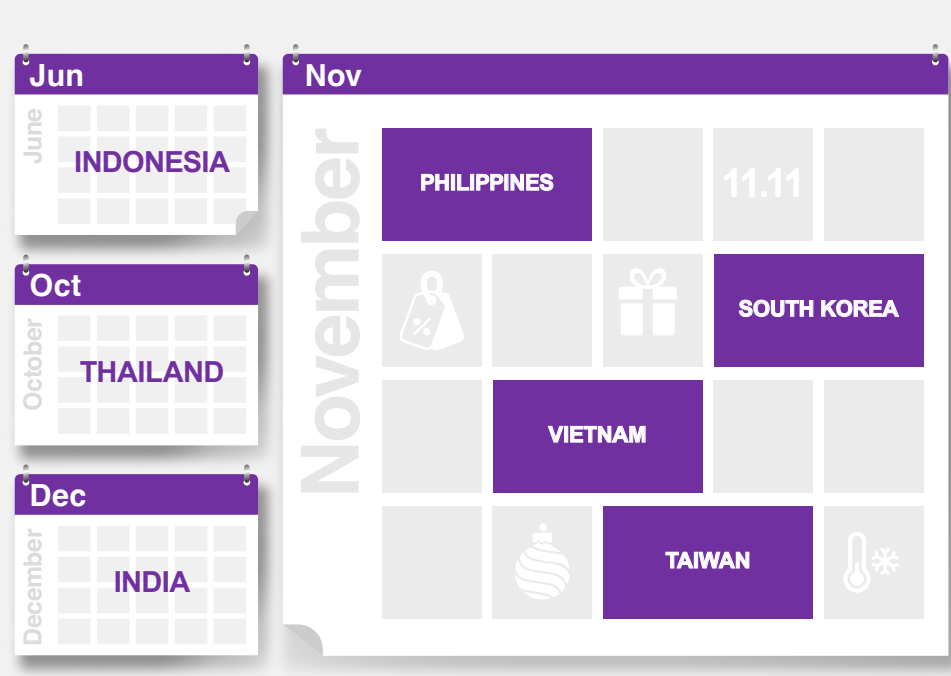 Jun
June
INDONESIA
Oct
October
THAILAND
Dec
December
INDIA
Nov
November
PHILIPPINES
11.11
%
SOUTH KOREA
VIETNAM
TAIWAN